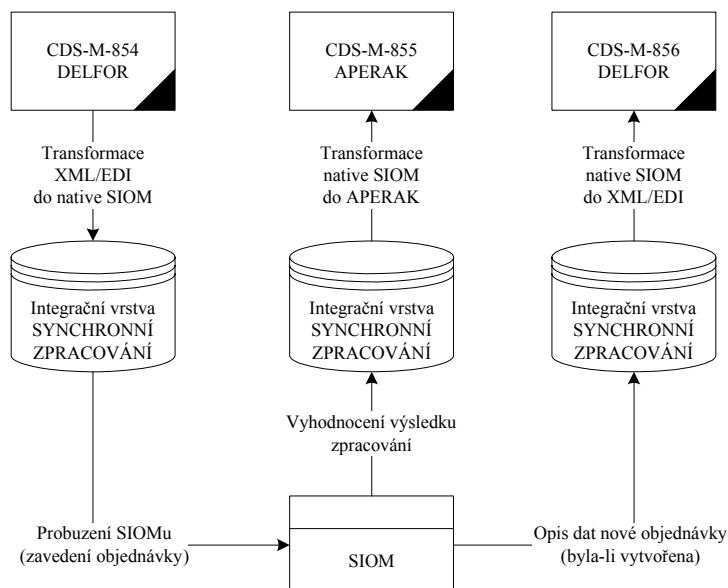 CDS-M-854
DELFOR
CDS-M-855
APERAK
CDS-M-856
DELFOR
Transformace
XML/EDI
do native SIOM
Transformace
native SIOM
do APERAK
Transformace
native SIOM
do XML/EDI
Integrační vrstva
SYNCHRONNÍ
ZPRACOVÁNÍ
Integrační vrstva
SYNCHRONNÍ
ZPRACOVÁNÍ
Integrační vrstva
SYNCHRONNÍ
ZPRACOVÁNÍ
Vyhodnocení výsledku
zpracování
Probuzení SIOMu
(zavedení objednávky)
SIOM
Opis dat nové objednávky
(byla-li vytvořena)